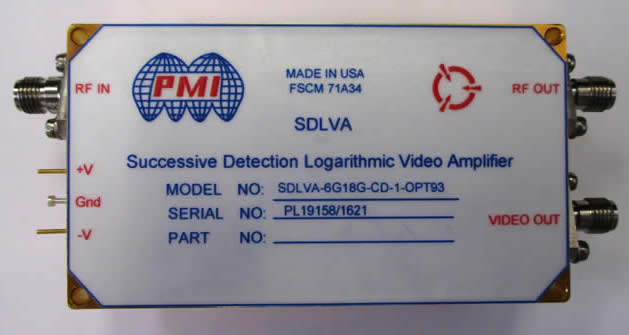 PMI
MADE IN USA
FSCM 71A34
RF IN
RF OUT
SDLVA
Successive Detection Logarithmic Video Amplifier
+V
MODEL NO: SDLVA-6G18G-CD-1-OPT93
Gnd
SERIAL NO: PL19158/1621
VIDEO OUT
-V
PART NO: